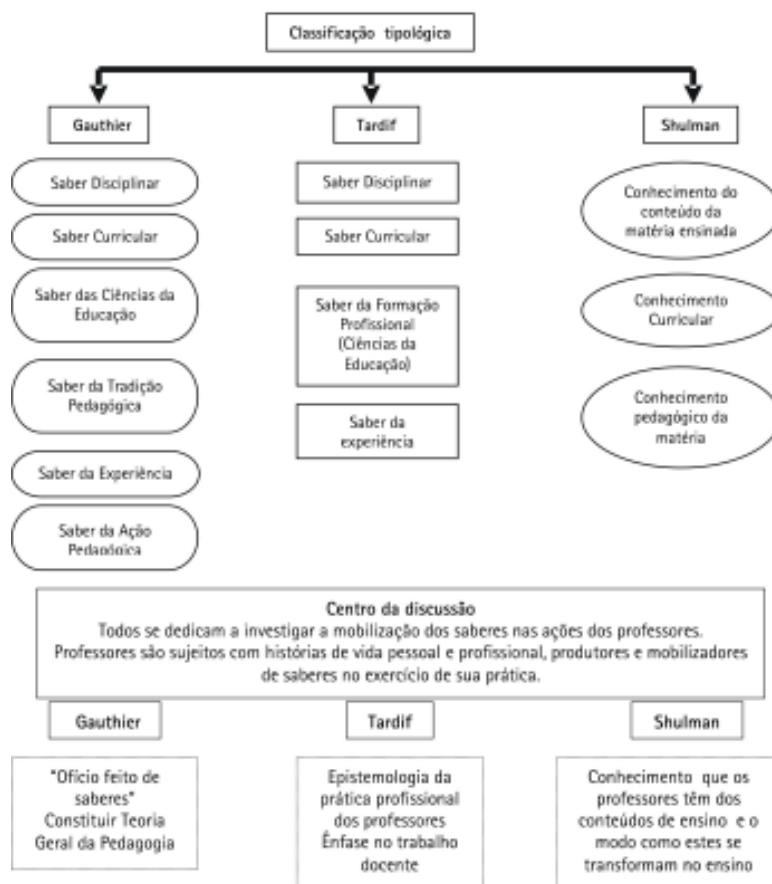 Classificação tipológica
Gauthier
Tardif
Shulman
Saber Disciplinar
Saber Curricular
Saber das Ciências da
Educação
Saber da Tradição
Pedagógica
Saber da Experiência
Saber da Ação
Pedagógica
Saber Disciplinar
Saber Curricular
Saber da Formação
Profissional
(Ciências da
Educação)
Saber da
experiência
Conhecimento do
conteúdo da
matéria ensinada
Conhecimento
Curricular
Conhecimento
pedagógico da
matéria
Centro da discussão
Todos se dedicam a investigar a mobilização dos saberes nas ações dos professores.
Professores são sujeitos com histórias de vida pessoal e profissional, produtores e mobilizadores
de saberes no exercício de sua prática.
Gauthier
Tardif
Shulman
"Ofício feito de
saberes"
Constituir Teoria
Geral da Pedagogia
Epistemologia da
prática profissional
dos professores
Ênfase no trabalho
docente
Conhecimento que os
professores têm dos
conteúdos de ensino e o
modo como estes se
transformam no ensino